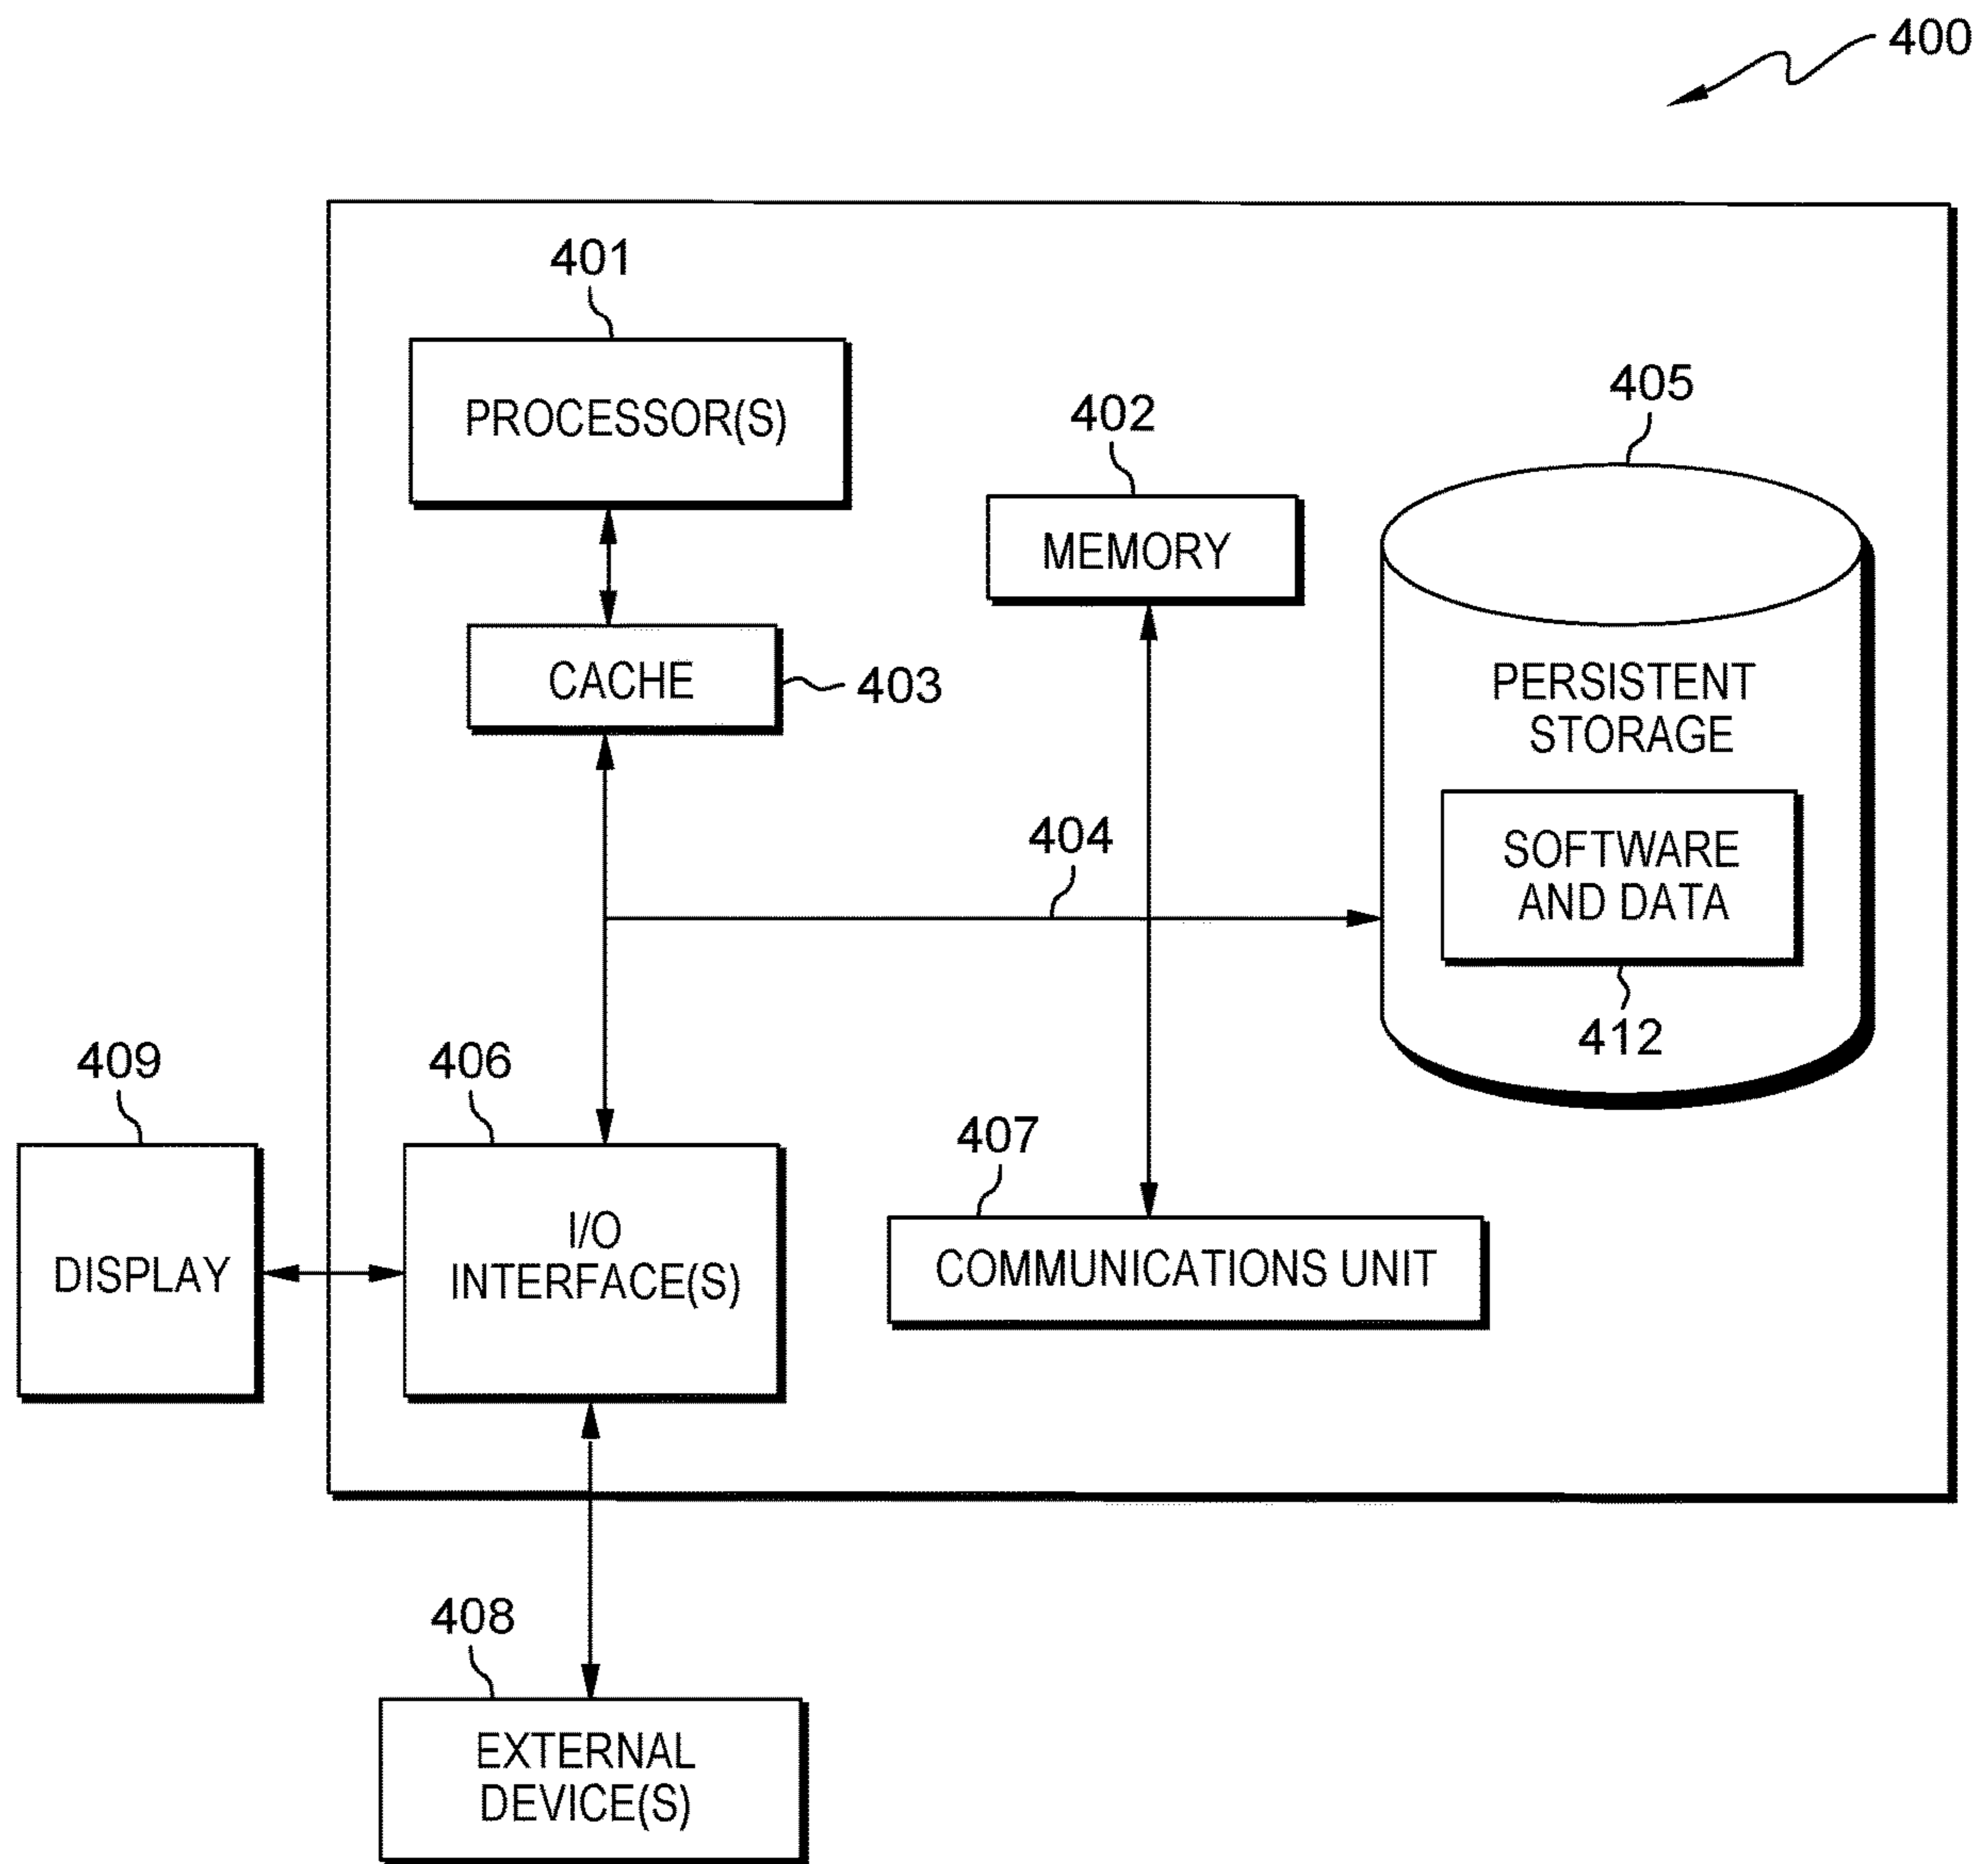 400
401
PROCESSOR(S)
402
MEMORY
405
CACHE
403
PERSISTENT
STORAGE
404
SOFTWARE
AND DATA
412
409
DISPLAY
406
I/O
INTERFACE(S)
407
COMMUNICATIONS UNIT
408
EXTERNAL
DEVICE(S)